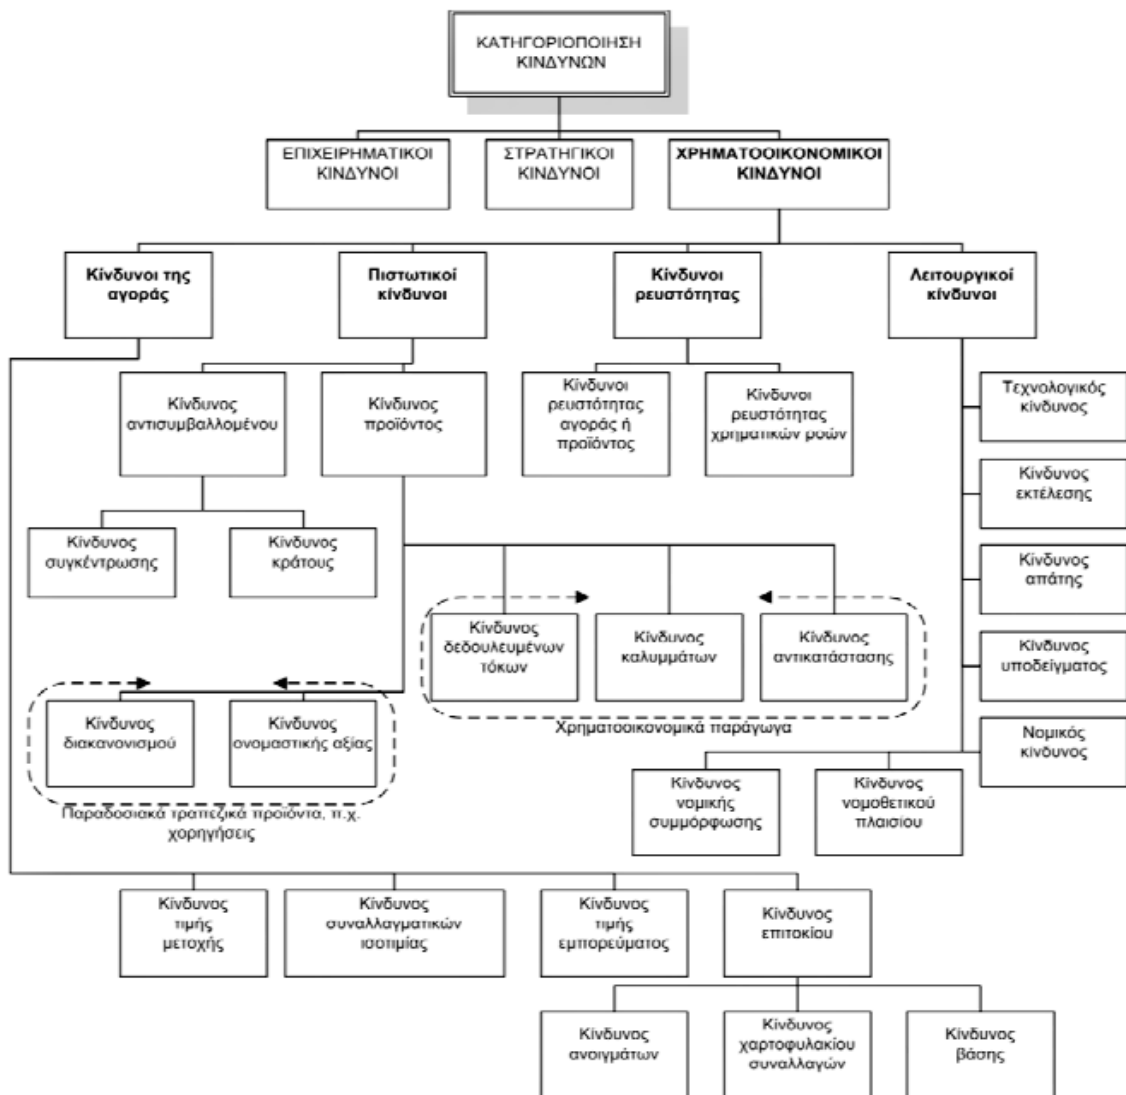 ΚΑΤΗΓΟΡΙΟΠΟΙΗΣΗ
ΚΙΝΔΥΝΩΝ
ΕΠΙΧΕΙΡΗΜΑΤΙΚΟΙ
ΚΙΝΔΥΝΟΙ
ΣΤΡΑΤΗΓΙΚΟΙ
ΚΙΝΔΥΝΟΙ
ΧΡΗΜΑΤΟΟΙΚΟΝΟΜΙΚΟΙ
ΚΙΝΔΥΝΟΙ
Κίνδυνοι της
αγοράς
Πιστωτικοί
κίνδυνοι
Κίνδυνοι
ρευστότητας
Λειτουργικοί
κίνδυνοι
Κίνδυνος
αντισυμβαλλομένου
Κίνδυνος
προϊόντος
Κίνδυνοι
ρευστότητας
αγοράς ή
προϊόντος
Κίνδυνοι
ρευστότητας
χρηματικών ροών
Τεχνολογικός
κίνδυνος
Κίνδυνος
εκτέλεσης
Κίνδυνος
συγκέντρωσης
Κίνδυνος
κράτους
Κίνδυνος
απάτης
Κίνδυνος
δεδουλευμένων
τόκων
Κίνδυνος
καλυμμάτων
Κίνδυνος
αντικατάστασης
Κίνδυνος
υποδείγματος
Χρηματοοικονομικά παράγωγα
Κίνδυνος
διακανονισμού
Κίνδυνος
ονομαστικής αξίας
Νομικός
κίνδυνος
Παραδοσιακά τραπεζικά προϊόντα, π.χ.
χορηγήσεις
Κίνδυνος
νομικής
συμμόρφωσης
Κίνδυνος
νομοθετικού
πλαισίου
Κίνδυνος
τιμής
μετοχής
Κίνδυνος
συναλλαγματικών
ισοτιμίας
Κίνδυνος
τιμής
εμπορεύματος
Κίνδυνος
επιτοκίου
Κίνδυνος
ανοιγμάτων
Κίνδυνος
χαρτοφυλακίου
συναλλαγών
Κίνδυνος
βάσης